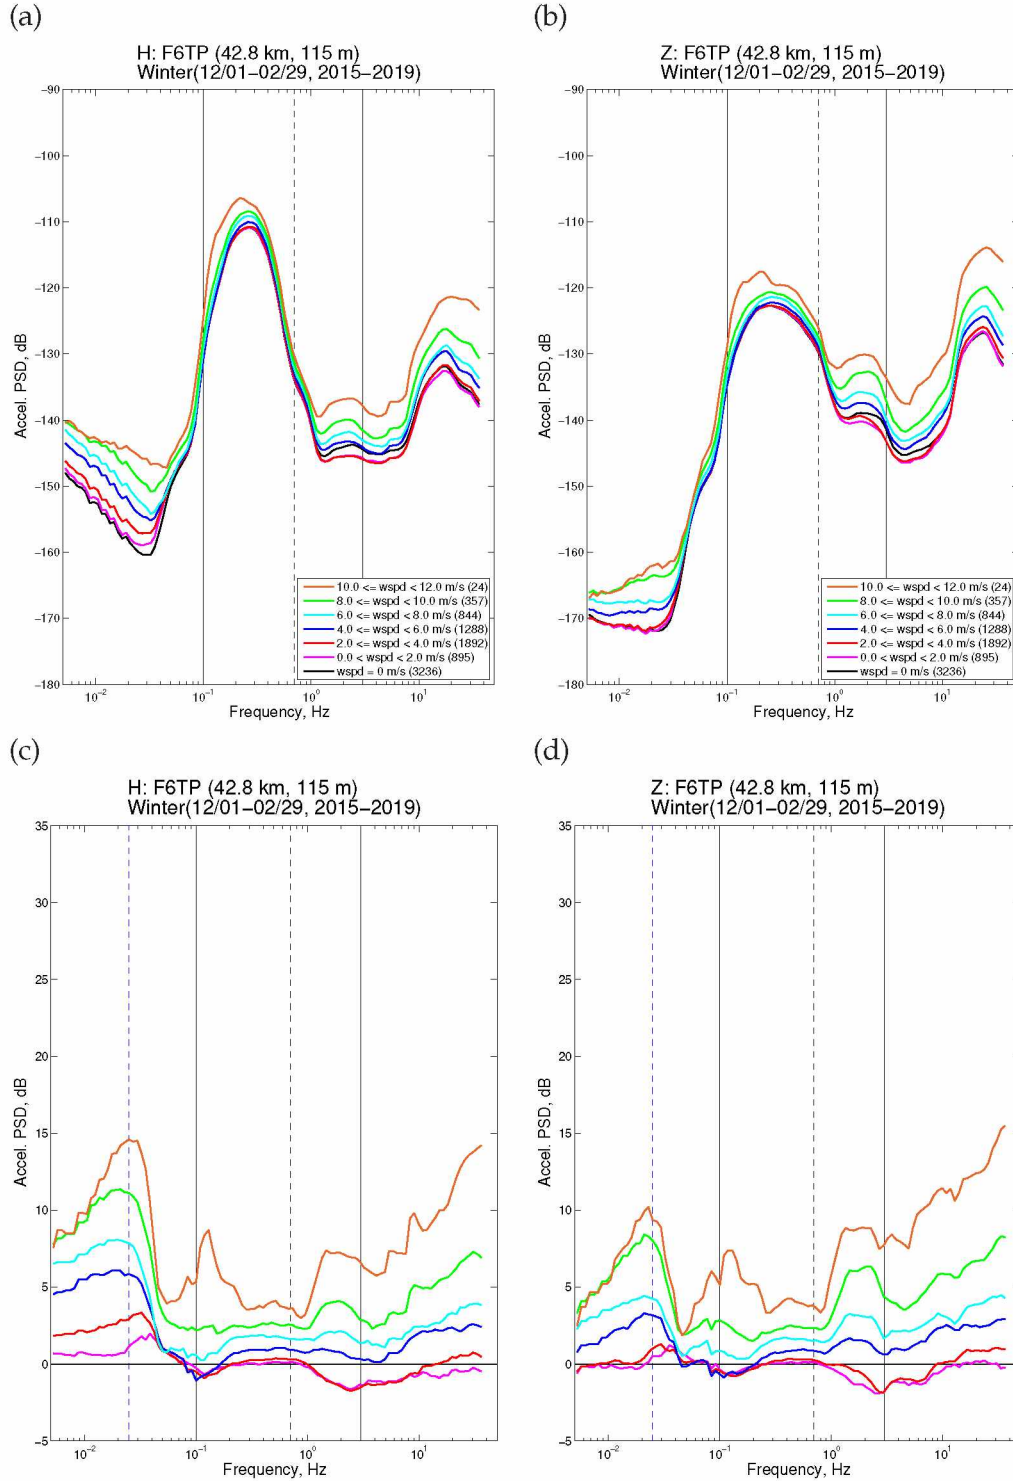 (a)
H: F6TP (42.8 km, 115 m)
Winter(12/01−02/29, 2015−2019)
−90
−100
−110
−120
−130
−140
−150
−160
−170
−180
Accel. PSD, dB
10.0 <= wspd < 12.0 m/s (24)
8.0 <= wspd < 10.0 m/s (357)
6.0 <= wspd < 8.0 m/s (844)
4.0 <= wspd < 6.0 m/s (1288)
2.0 <= wspd < 4.0 m/s (1892)
0.0 < wspd < 2.0 m/s (895)
wspd = 0 m/s (3236)
10⁻² 10⁻¹ 10⁰ 10¹
Frequency, Hz
(b)
Z: F6TP (42.8 km, 115 m)
Winter(12/01−02/29, 2015−2019)
−90
−100
−110
−120
−130
−140
−150
−160
−170
−180
Accel. PSD, dB
10.0 <= wspd < 12.0 m/s (24)
8.0 <= wspd < 10.0 m/s (357)
6.0 <= wspd < 8.0 m/s (844)
4.0 <= wspd < 6.0 m/s (1288)
2.0 <= wspd < 4.0 m/s (1892)
0.0 < wspd < 2.0 m/s (895)
wspd = 0 m/s (3236)
10⁻² 10⁻¹ 10⁰ 10¹
Frequency, Hz
(c)
H: F6TP (42.8 km, 115 m)
Winter(12/01−02/29, 2015−2019)
35
30
25
20
15
10
5
0
−5
Accel. PSD, dB
10⁻² 10⁻¹ 10⁰ 10¹
Frequency, Hz
(d)
Z: F6TP (42.8 km, 115 m)
Winter(12/01−02/29, 2015−2019)
35
30
25
20
15
10
5
0
−5
Accel. PSD, dB
10⁻² 10⁻¹ 10⁰ 10¹
Frequency, Hz